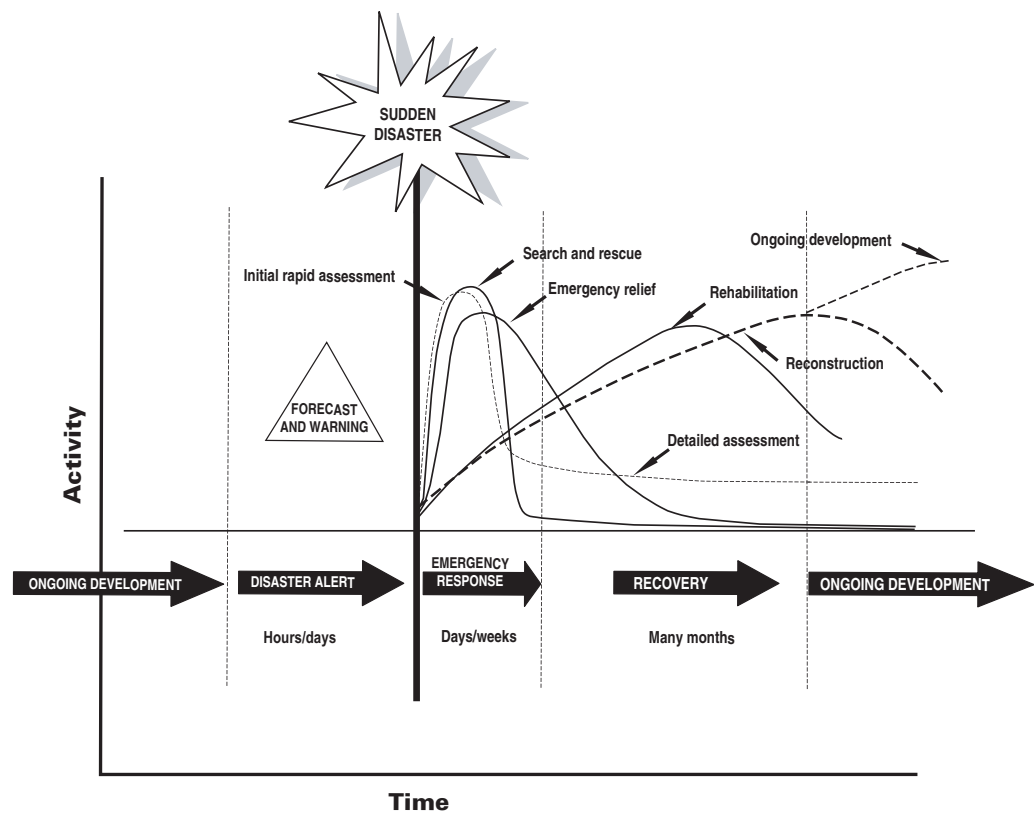 SUDDEN
DISASTER
Ongoing development
Search and rescue
Initial rapid assessment
Emergency relief
Rehabilitation
Reconstruction
FORECAST
AND WARNING
Detailed assessment
Activity
ONGOING DEVELOPMENT
DISASTER ALERT
EMERGENCY
RESPONSE
RECOVERY
ONGOING DEVELOPMENT
Hours/days
Days/weeks
Many months
Time